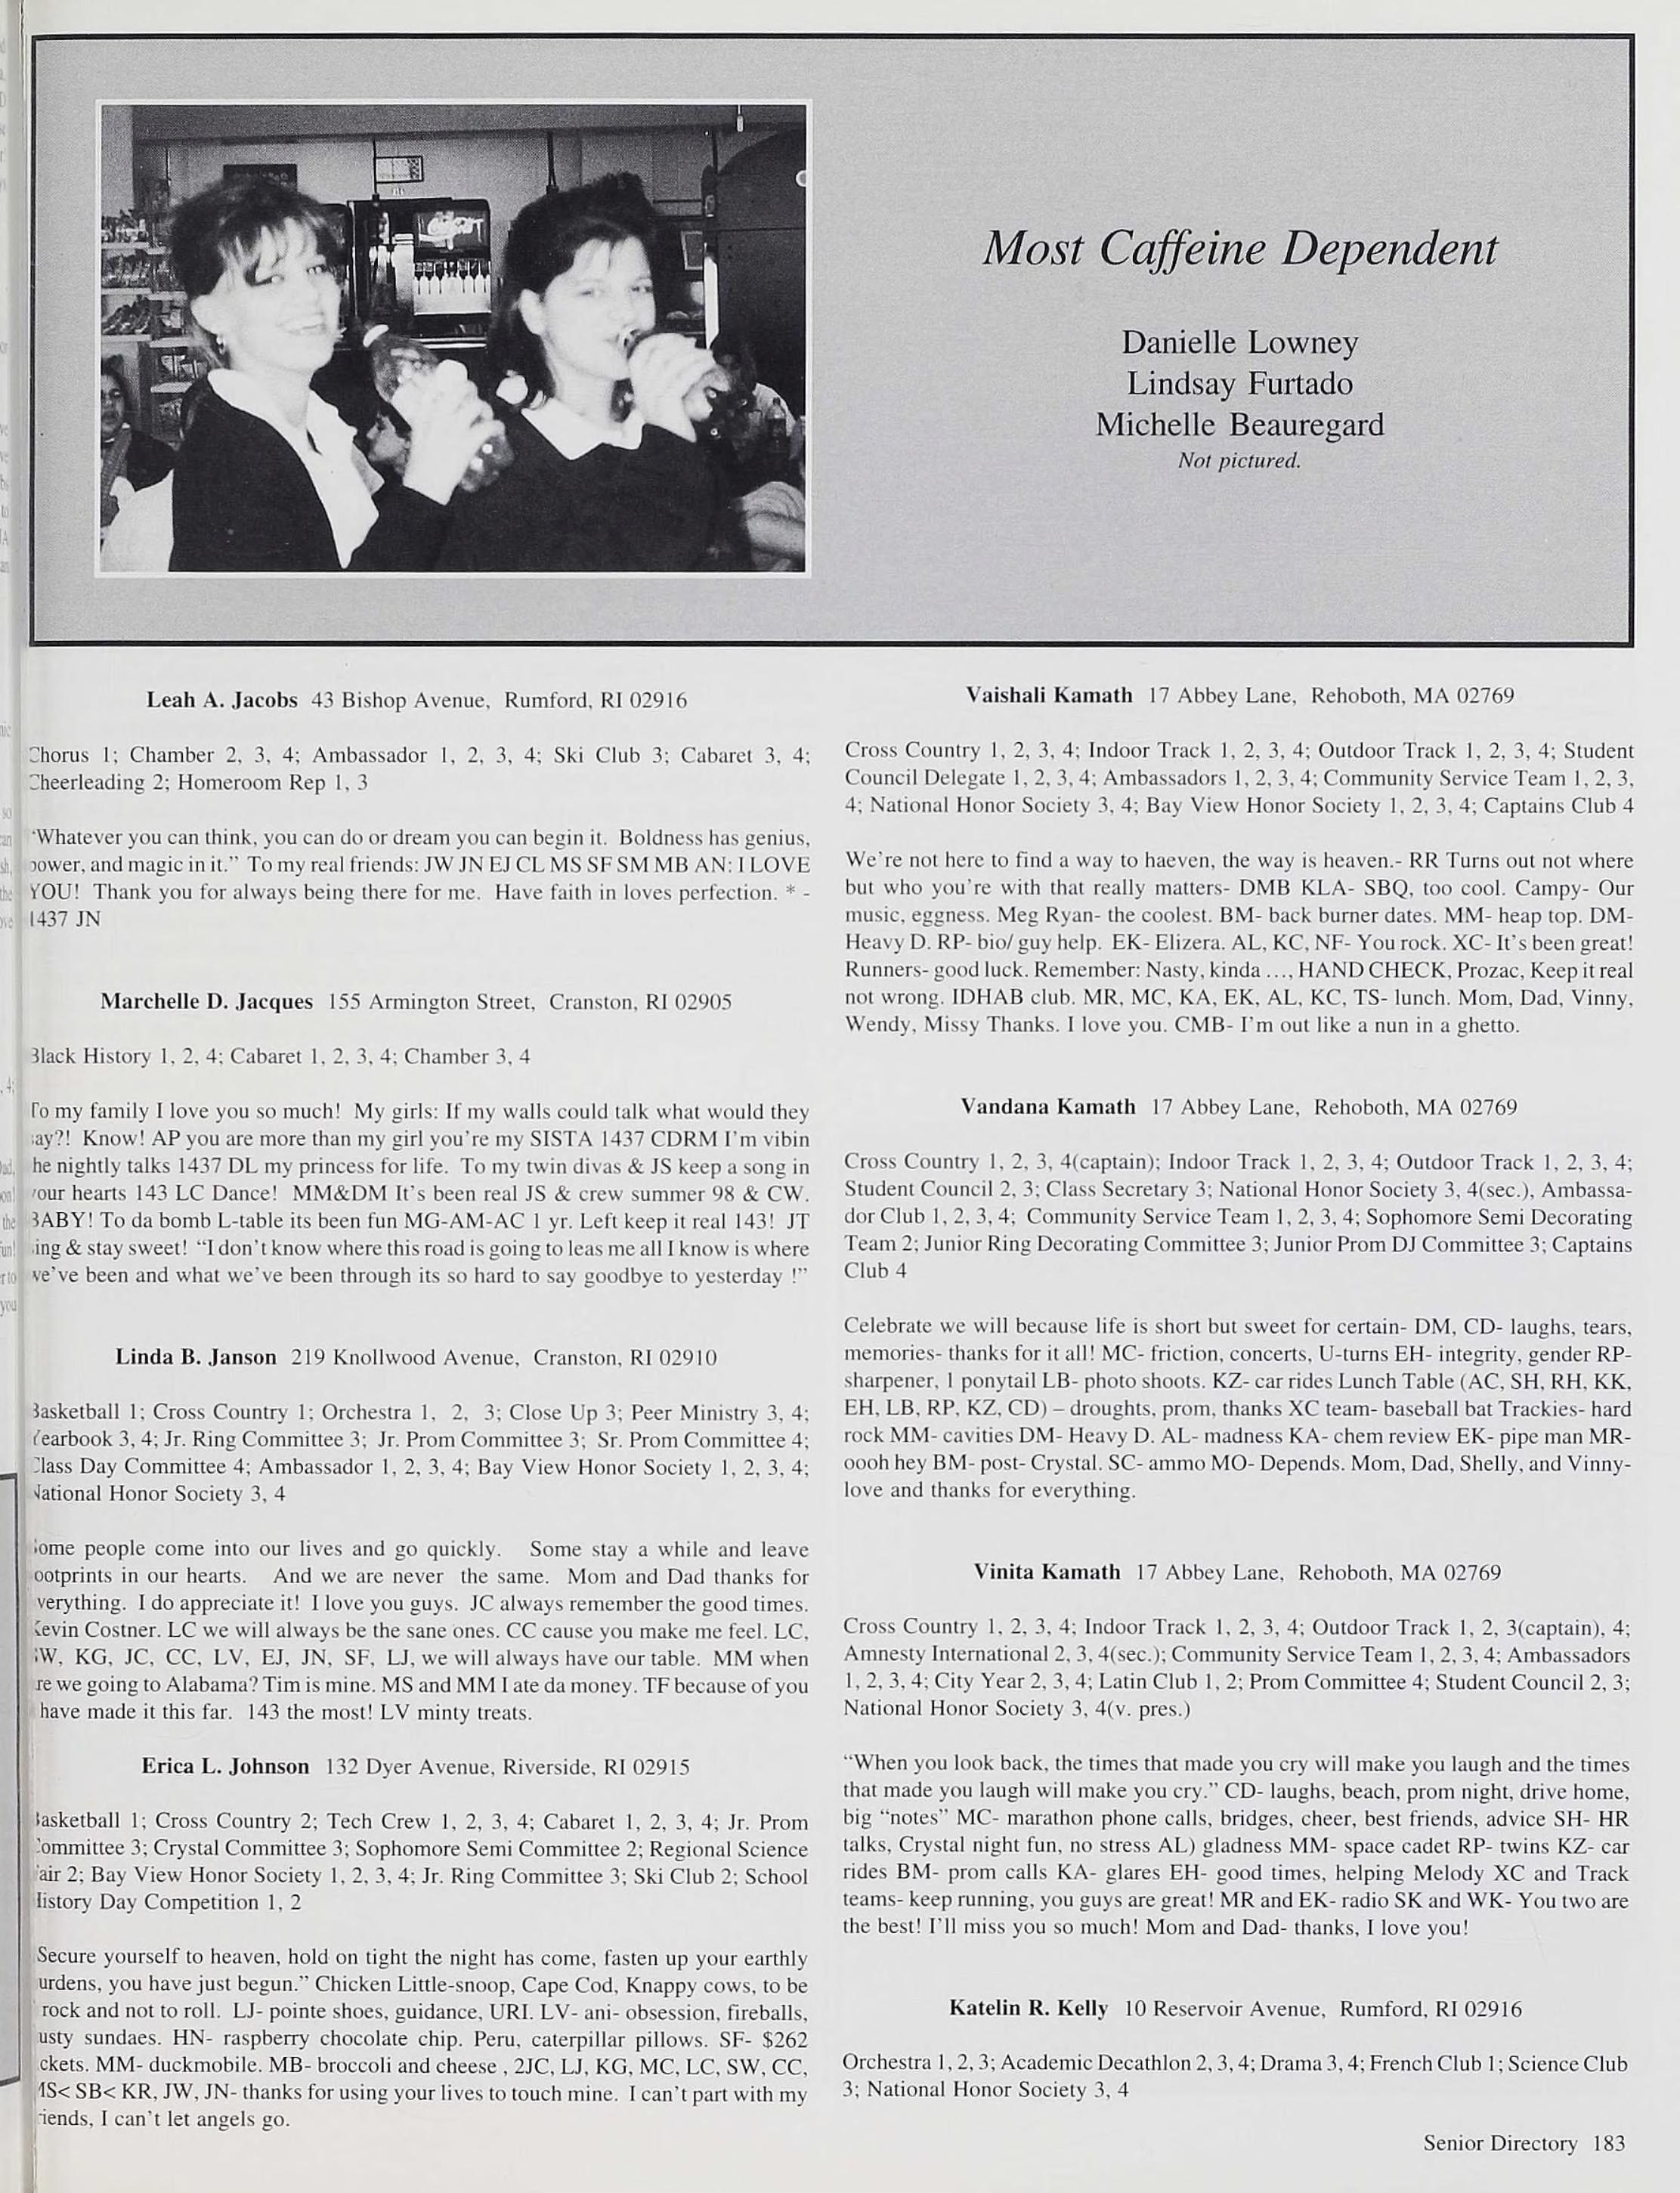 Most Caffeine Dependent
Danielle Lowney
Lindsay Furtado
Michelle Beauregard
Not pictured.
Leah A. Jacobs 43 Bishop Avenue, Rumford, RI 02916
Chorus 1; Chamber 2, 3, 4; Ambassador 1, 2, 3, 4; Ski Club 3; Cabaret 3, 4;
Cheerleading 2; Homeroom Rep 1, 3
"Whatever you can think, you can do or dream you can begin it. Boldness has genius,
power, and magic in it." To my real friends: JW JN EJ CL MS SF SM MB AN: I LOVE
YOU! Thank you for always being there for me. Have faith in loves perfection. * -
1437 JN
Marchelle D. Jacques 155 Armington Street, Cranston, RI 02905
Black History 1, 2, 4; Cabaret 1, 2, 3, 4; Chamber 3, 4
To my family I love you so much! My girls: If my walls could talk what would they
say?! Know! AP you are more than my girl you're my SISTA 1437 CDRM I'm vibin
he nightly talks 1437 DL my princess for life. To my twin divas & JS keep a song in
your hearts 143 LC Dance! MM&DM It's been real JS & crew summer 98 & CW.
BABY! To da bomb L-table its been fun MG-AM-AC 1 yr. Left keep it real 143! JT
ing & stay sweet! "I don't know where this road is going to leas me all I know is where
we've been and what we've been through its so hard to say goodbye to yesterday !"
Linda B. Janson 219 Knollwood Avenue, Cranston, RI 02910
Basketball 1; Cross Country 1; Orchestra 1, 2, 3; Close Up 3; Peer Ministry 3, 4;
Yearbook 3, 4; Jr. Ring Committee 3; Jr. Prom Committee 3; Sr. Prom Committee 4;
Class Day Committee 4; Ambassador 1, 2, 3, 4; Bay View Honor Society 1, 2, 3, 4;
National Honor Society 3, 4
ome people come into our lives and go quickly. Some stay a while and leave
ootprints in our hearts. And we are never the same. Mom and Dad thanks for
verything. I do appreciate it! I love you guys. JC always remember the good times.
Kevin Costner. LC we will always be the sane ones. CC cause you make me feel. LC,
SW, KG, JC, CC, LV, EJ, JN, SF, LJ, we will always have our table. MM when
re we going to Alabama? Tim is mine. MS and MM I ate da money. TF because of you
have made it this far. 143 the most! LV minty treats.
Erica L. Johnson 132 Dyer Avenue, Riverside, RI 02915
Basketball 1; Cross Country 2; Tech Crew 1, 2, 3, 4; Cabaret 1, 2, 3, 4; Jr. Prom
Committee 3; Crystal Committee 3; Sophomore Semi Committee 2; Regional Science
air 2; Bay View Honor Society 1, 2, 3, 4; Jr. Ring Committee 3; Ski Club 2; School
History Day Competition 1, 2
Secure yourself to heaven, hold on tight the night has come, fasten up your earthly
urdens, you have just begun." Chicken Little-snoop, Cape Cod, Knappy cows, to be
rock and not to roll. LJ- pointe shoes, guidance, URI. LV- ani- obsession, fireballs,
usty sundaes. HN- raspberry chocolate chip. Peru, caterpillar pillows. SF- $262
ckets. MM- duckmobile. MB- broccoli and cheese , 2JC, LJ, KG, MC, LC, SW, CC,
MS< SB< KR, JW, JN- thanks for using your lives to touch mine. I can't part with my
riends, I can't let angels go.
Vaishali Kamath 17 Abbey Lane, Rehoboth, MA 02769
Cross Country 1, 2, 3, 4; Indoor Track 1, 2, 3, 4; Outdoor Track 1, 2, 3, 4; Student
Council Delegate 1, 2, 3, 4; Ambassadors 1, 2, 3, 4; Community Service Team 1, 2, 3,
4; National Honor Society 3, 4; Bay View Honor Society 1, 2, 3, 4; Captains Club 4
We're not here to find a way to haeven, the way is heaven.- RR Turns out not where
but who you're with that really matters- DMB KLA- SBQ, too cool. Campy- Our
music, eggness. Meg Ryan- the coolest. BM- back burner dates. MM- heap top. DM-
Heavy D. RP- bio/ guy help. EK- Elizera. AL, KC, NF- You rock. XC- It's been great!
Runners- good luck. Remember: Nasty, kinda ..., HAND CHECK, Prozac, Keep it real
not wrong. IDHAB club. MR, MC, KA, EK, AL, KC, TS- lunch. Mom, Dad, Vinny,
Wendy, Missy Thanks. I love you. CMB- I'm out like a nun in a ghetto.
Vandana Kamath 17 Abbey Lane, Rehoboth, MA 02769
Cross Country 1, 2, 3, 4(captain); Indoor Track 1, 2, 3, 4; Outdoor Track 1, 2, 3, 4;
Student Council 2, 3; Class Secretary 3; National Honor Society 3, 4(sec.), Ambassa-
dor Club 1, 2, 3, 4; Community Service Team 1, 2, 3, 4; Sophomore Semi Decorating
Team 2; Junior Ring Decorating Committee 3; Junior Prom DJ Committee 3; Captains
Club 4
Celebrate we will because life is short but sweet for certain- DM, CD- laughs, tears,
memories- thanks for it all! MC- friction, concerts, U-turns EH- integrity, gender RP-
sharpener, 1 ponytail LB- photo shoots. KZ- car rides Lunch Table (AC, SH, RH, KK,
EH, LB, RP, KZ, CD) – droughts, prom, thanks XC team- baseball bat Trackies- hard
rock MM- cavities DM- Heavy D. AL- madness KA- chem review EK- pipe man MR-
oooh hey BM- post- Crystal. SC- ammo MO- Depends. Mom, Dad, Shelly, and Vinny-
love and thanks for everything.
Vinita Kamath 17 Abbey Lane, Rehoboth, MA 02769
Cross Country 1, 2, 3, 4; Indoor Track 1, 2, 3, 4; Outdoor Track 1, 2, 3(captain), 4;
Amnesty International 2, 3, 4(sec.); Community Service Team 1, 2, 3, 4; Ambassadors
1, 2, 3, 4; City Year 2, 3, 4; Latin Club 1, 2; Prom Committee 4; Student Council 2, 3;
National Honor Society 3, 4(v. pres.)
"When you look back, the times that made you cry will make you laugh and the times
that made you laugh will make you cry." CD- laughs, beach, prom night, drive home,
big "notes" MC- marathon phone calls, bridges, cheer, best friends, advice SH- HR
talks, Crystal night fun, no stress AL) gladness MM- space cadet RP- twins KZ- car
rides BM- prom calls KA- glares EH- good times, helping Melody XC and Track
teams- keep running, you guys are great! MR and EK- radio SK and WK- You two are
the best! I'll miss you so much! Mom and Dad- thanks, I love you!
Katelin R. Kelly 10 Reservoir Avenue, Rumford, RI 02916
Orchestra 1, 2, 3; Academic Decathlon 2, 3, 4; Drama 3, 4; French Club 1; Science Club
3; National Honor Society 3, 4
Senior Directory 183